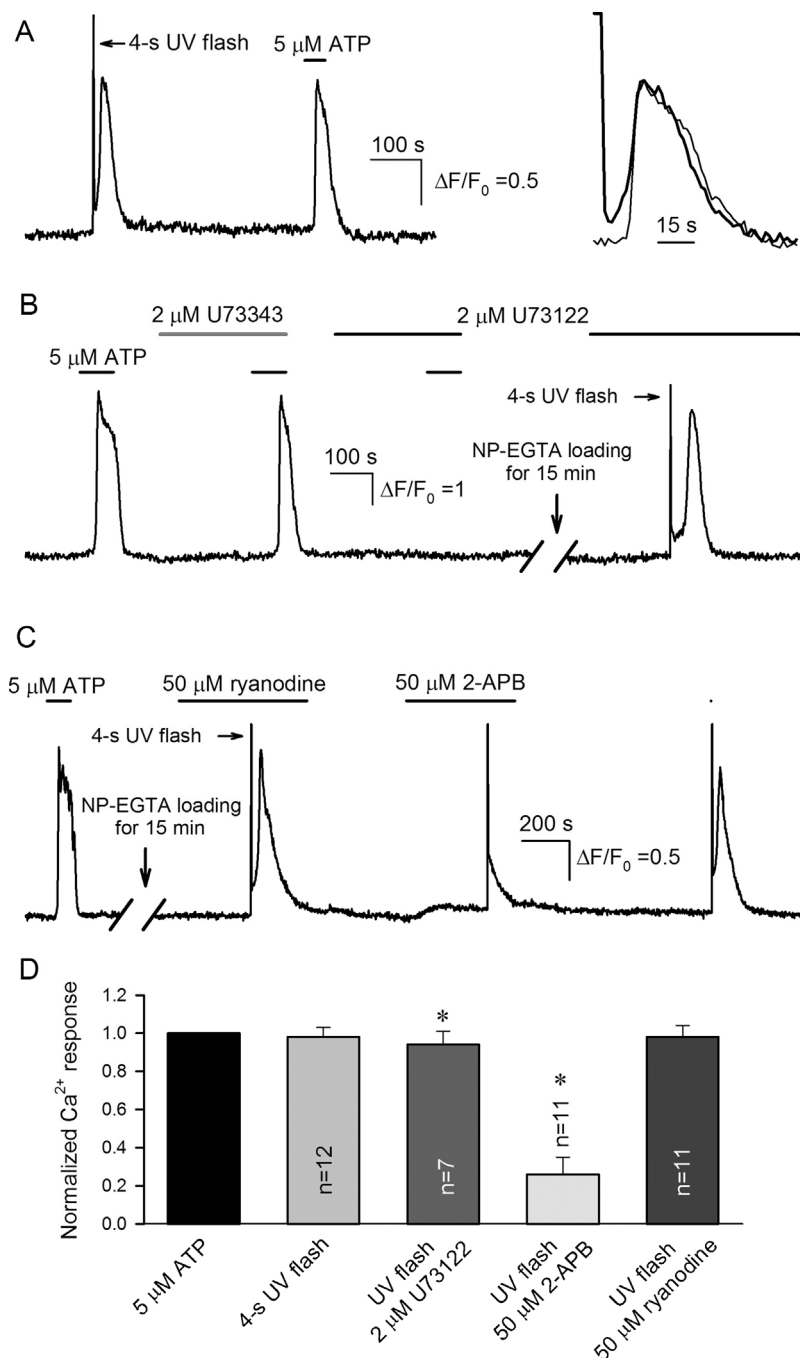 A
4-s UV flash
5 µM ATP
100 s
ΔF/F0 =0.5
15 s
B
2 µM U73343
2 µM U73122
5 µM ATP
4-s UV flash
100 s
ΔF/F0 =1
NP-EGTA loading
for 15 min
C
5 µM ATP
50 µM ryanodine
50 µM 2-APB
4-s UV flash
NP-EGTA loading
for 15 min
200 s
ΔF/F0 =0.5
D
Normalized Ca2+ response
1.2
1.0
0.8
0.6
0.4
0.2
0.0
*
*
n=12
n=7
n=11
n=11
5 µM ATP
4-s UV flash
UV flash
2 µM U73122
UV flash
50 µM 2-APB
UV flash
50 µM ryanodine